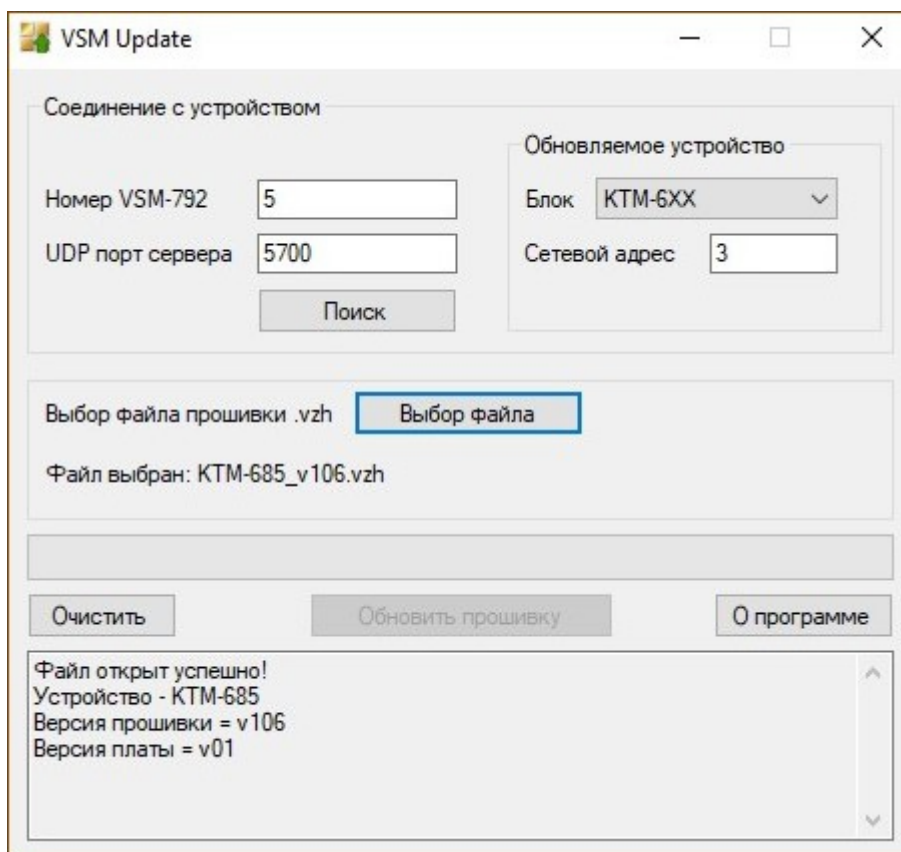 VSM Update
Соединение с устройством
Обновляемое устройство
Номер VSM-792 5
Блок KTM-6XX
UDP порт сервера 5700
Сетевой адрес 3
Поиск
Выбор файла прошивки .vzh Выбор файла
Файл выбран: KTM-685_v106.vzh
Очистить Обновить прошивку О программе
Файл открыт успешно!
Устройство - KTM-685
Версия прошивки = v106
Версия платы = v01